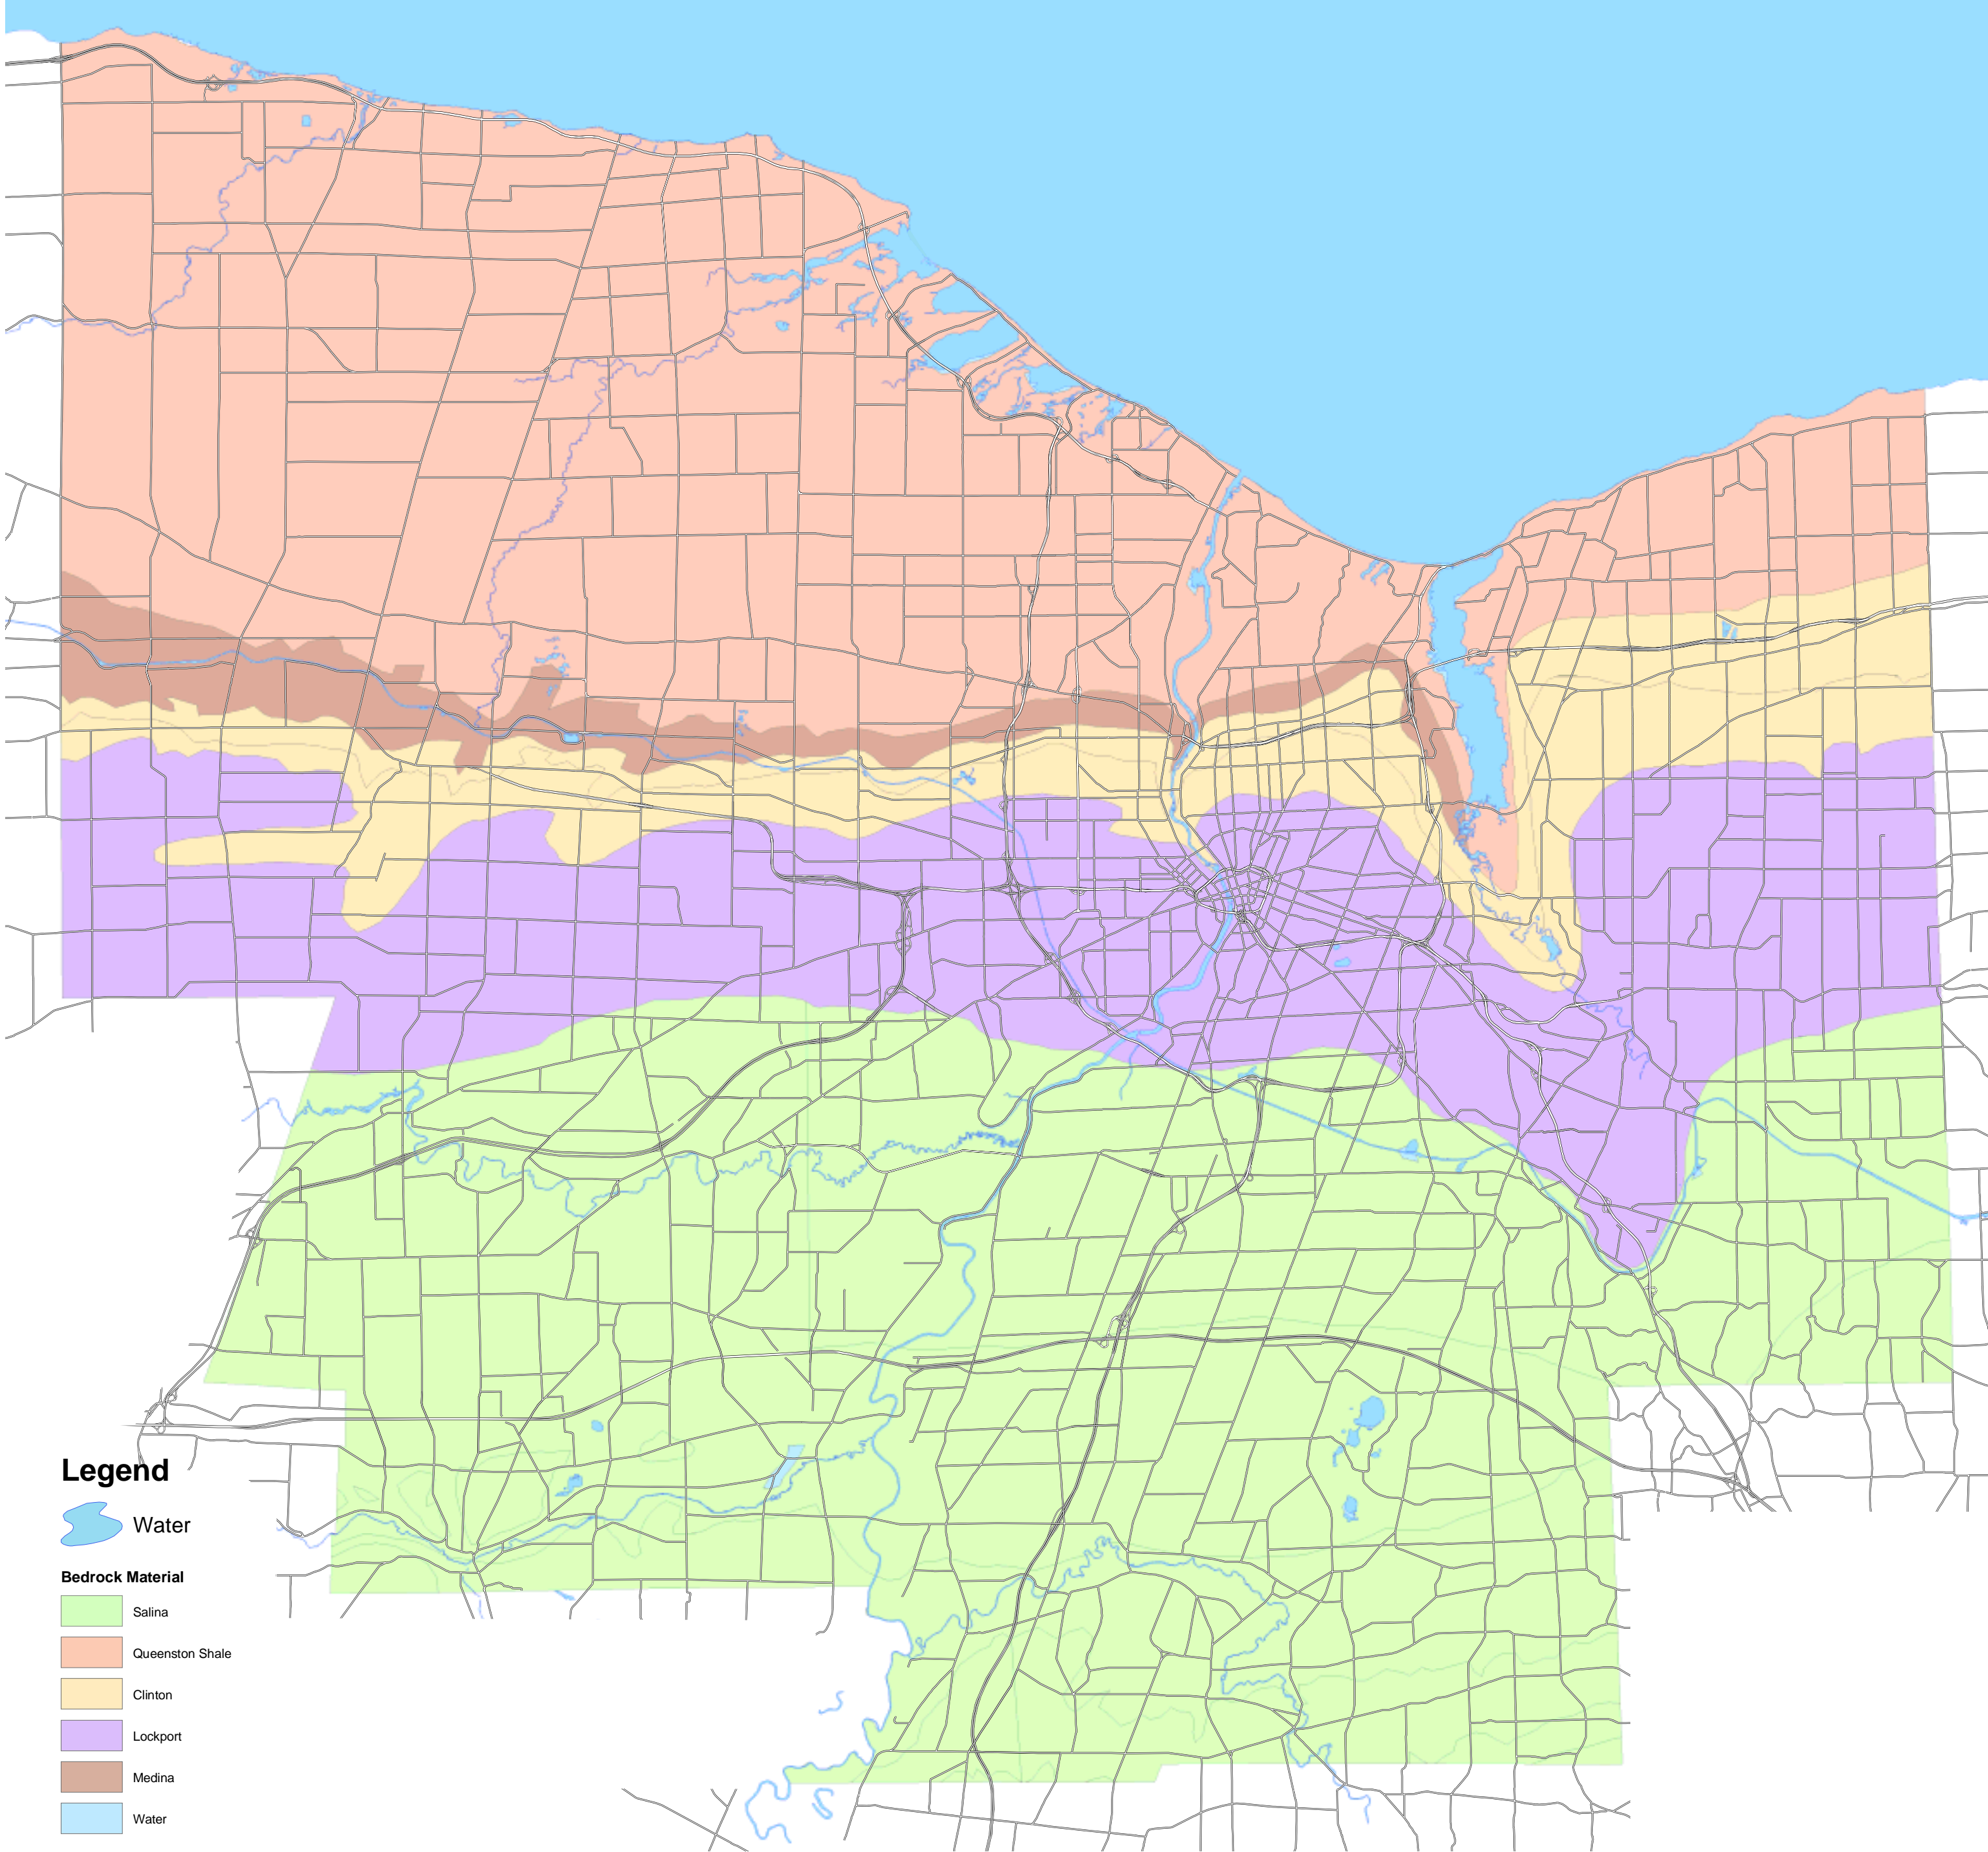 Legend
Water
Bedrock Material
Salina
Queenston Shale
Clinton
Lockport
Medina
Water